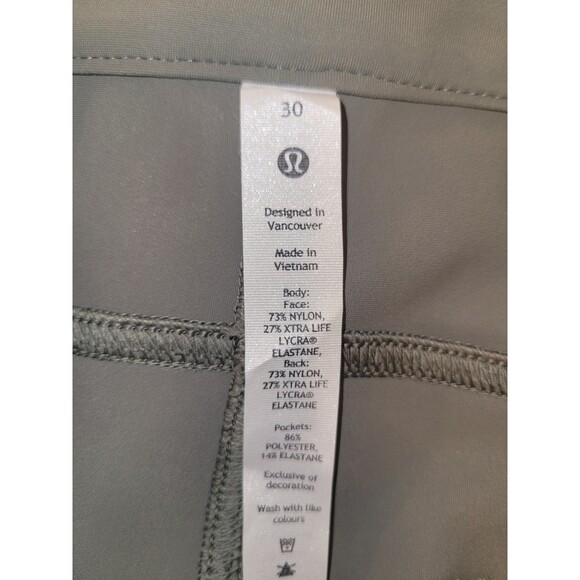 30
Designed in
Vancouver
Made in
Vietnam
Body:
Face:
73% NYLON,
27% XTRA LIFE
LYCRA®
ELASTANE,
Back:
73% NYLON,
27% XTRA LIFE
LYCRA®
ELASTANE
Pockets:
86%
POLYESTER,
14% ELASTANE
Exclusive of
decoration
Wash with like
colours